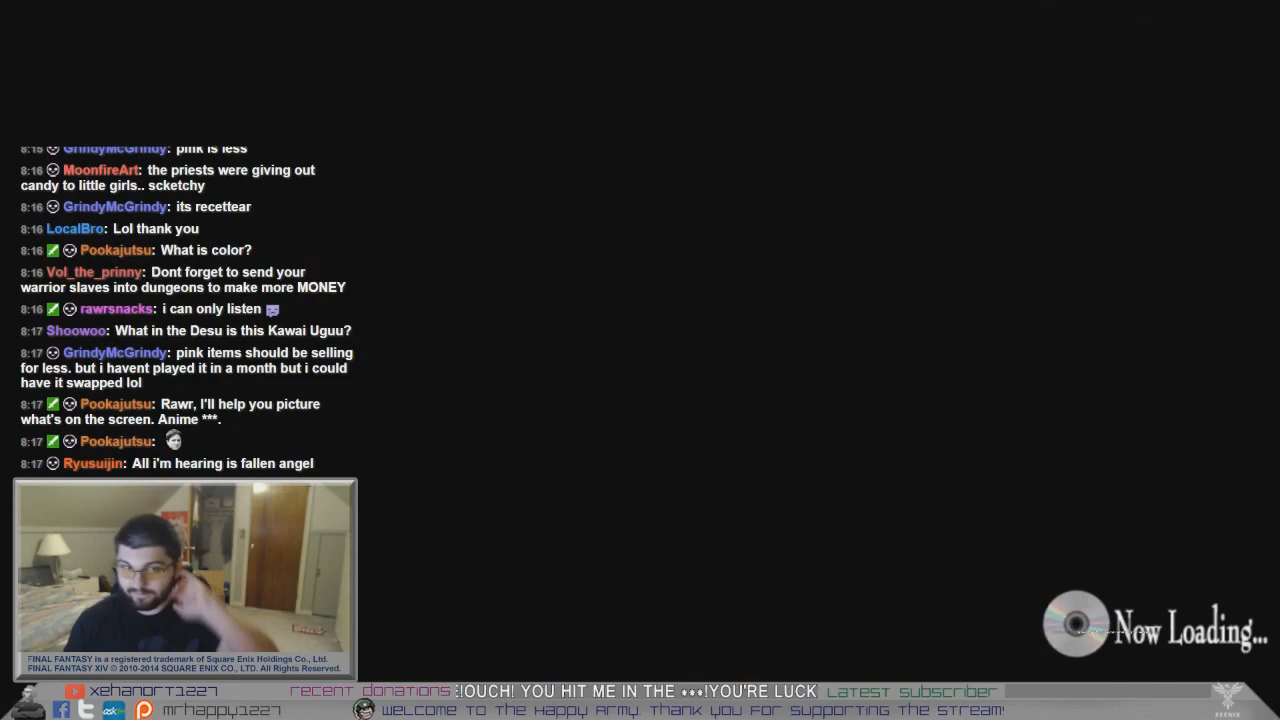 8:15 GrindyMcGrindy: pink is less
8:16 MoonfireArt: the priests were giving out
candy to little girls.. scketchy
8:16 GrindyMcGrindy: its recettear
8:16 LocalBro: Lol thank you
8:16 Pookajutsu: What is color?
8:16 Vol_the_prinny: Dont forget to send your
warrior slaves into dungeons to make more MONEY
8:16 rawrsnacks: i can only listen
8:17 Shoowoo: What in the Desu is this Kawai Uguu?
8:17 GrindyMcGrindy: pink items should be selling
for less. but i havent played it in a month but i could
have it swapped lol
8:17 Pookajutsu: Rawr, I'll help you picture
what's on the screen. Anime ***.
8:17 Pookajutsu:
8:17 Ryusuijin: All i'm hearing is fallen angel
FINAL FANTASY is a registered trademark of Square Enix Holdings Co., Ltd.
FINAL FANTASY XIV © 2010-2014 SQUARE ENIX CO., LTD. All Rights Reserved.
Now Loading...
xehanort1227 recent donations !OUCH! YOU HIT ME IN THE ***!YOU'RE LUCK Latest subscriber
ask mrhappy1227 Welcome to the Happy Army. Thank you for supporting the stream!